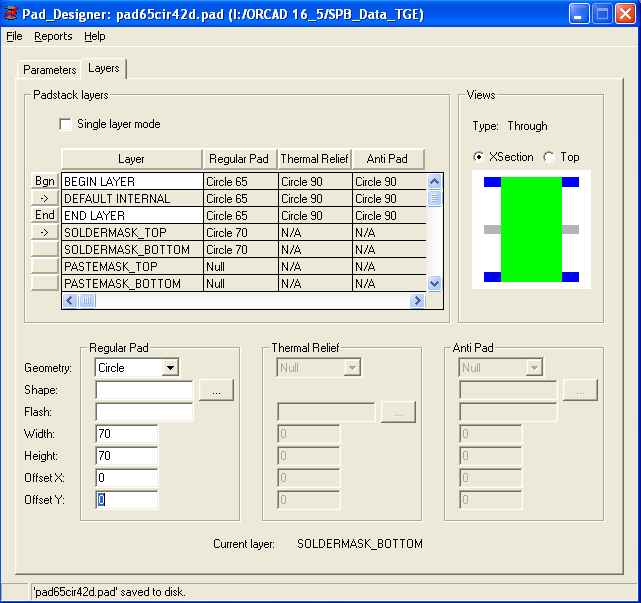 Pad_Designer: pad65cir42d.pad (I:/ORCAD 16_5/SPB_Data_TGE)
File Reports Help
Parameters Layers
Padstack layers
Single layer mode
Layer Regular Pad Thermal Relief Anti Pad
Bgn BEGIN LAYER Circle 65 Circle 90 Circle 90
-> DEFAULT INTERNAL Circle 65 Circle 90 Circle 90
End END LAYER Circle 65 Circle 90 Circle 90
-> SOLDERMASK_TOP Circle 70 N/A N/A
SOLDERMASK_BOTTOM Circle 70 N/A N/A
PASTEMASK_TOP Null N/A N/A
PASTEMASK_BOTTOM Null N/A N/A
Views
Type: Through
XSection Top
Regular Pad Thermal Relief Anti Pad
Geometry: Circle Null Null
Shape: ... ...
Flash: ...
Width: 70 0 0
Height: 70 0 0
Offset X: 0 0 0
Offset Y: 0 0 0
Current layer: SOLDERMASK_BOTTOM
'pad65cir42d.pad' saved to disk.